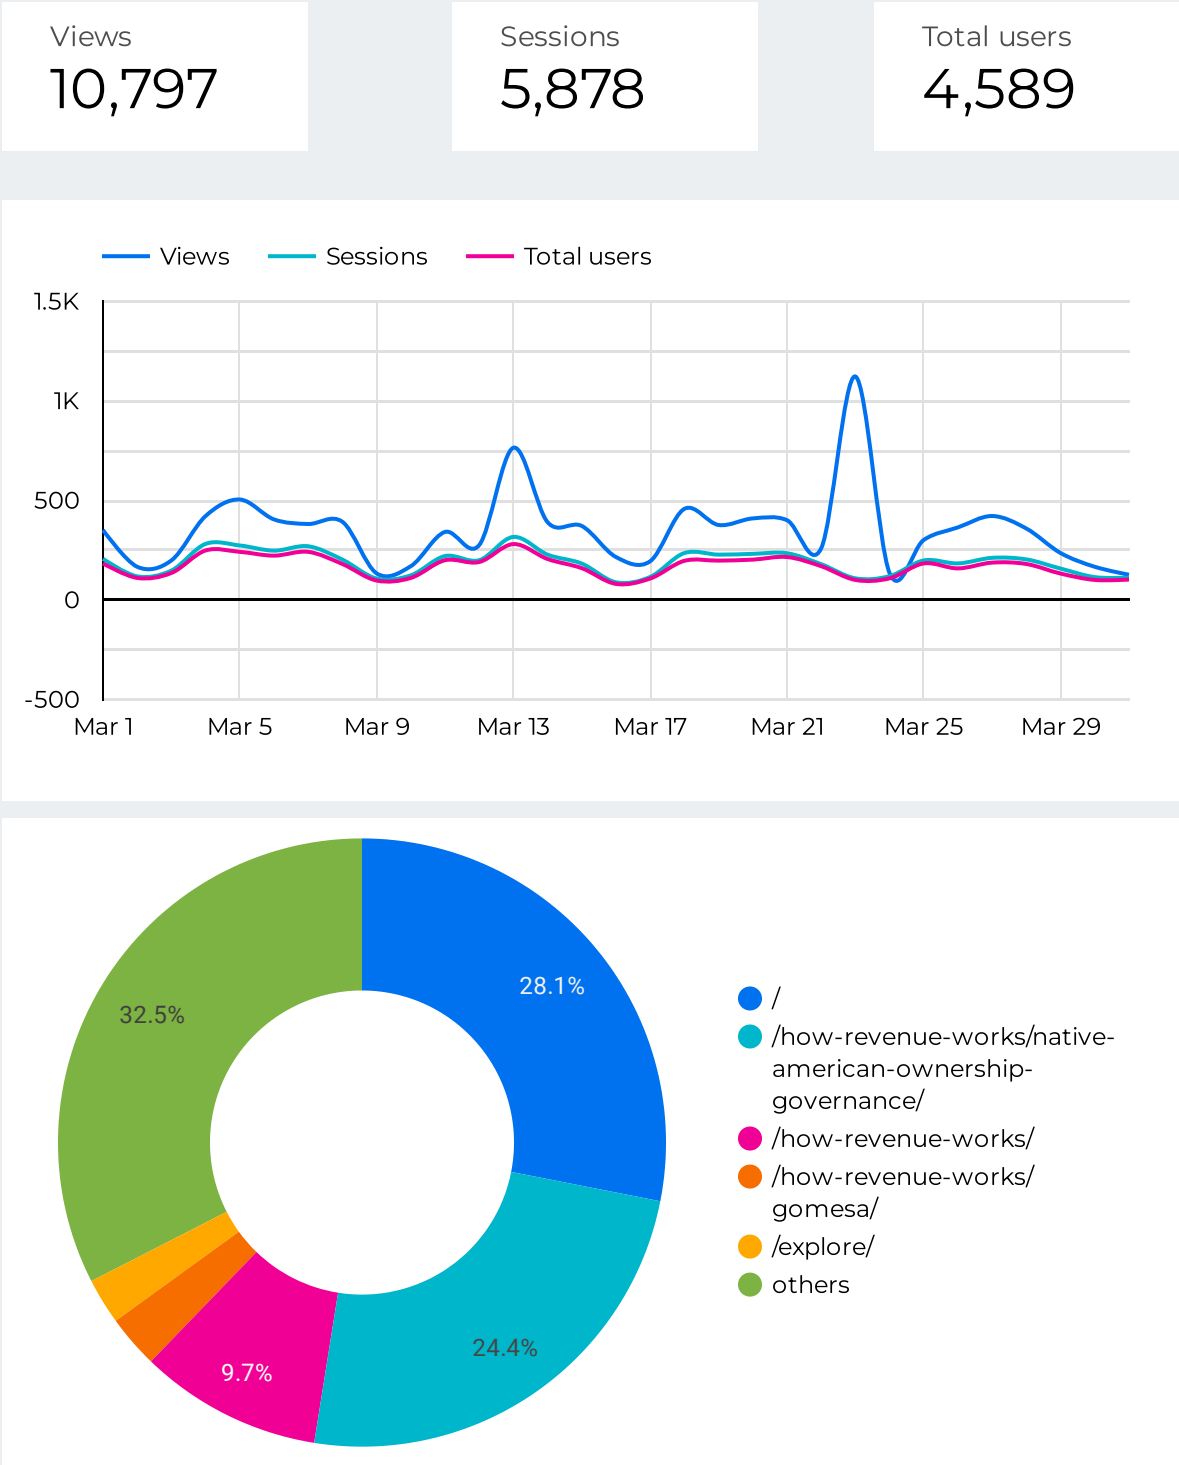 Views
10,797
Sessions
5,878
Total users
4,589
Views
Sessions
Total users
1.5K
1K
500
0
-500
Mar 1
Mar 5
Mar 9
Mar 13
Mar 17
Mar 21
Mar 25
Mar 29
28.1%
32.5%
24.4%
9.7%
/
/how-revenue-works/native-
american-ownership-
governance/
/how-revenue-works/
/how-revenue-works/
gomesa/
/explore/
others